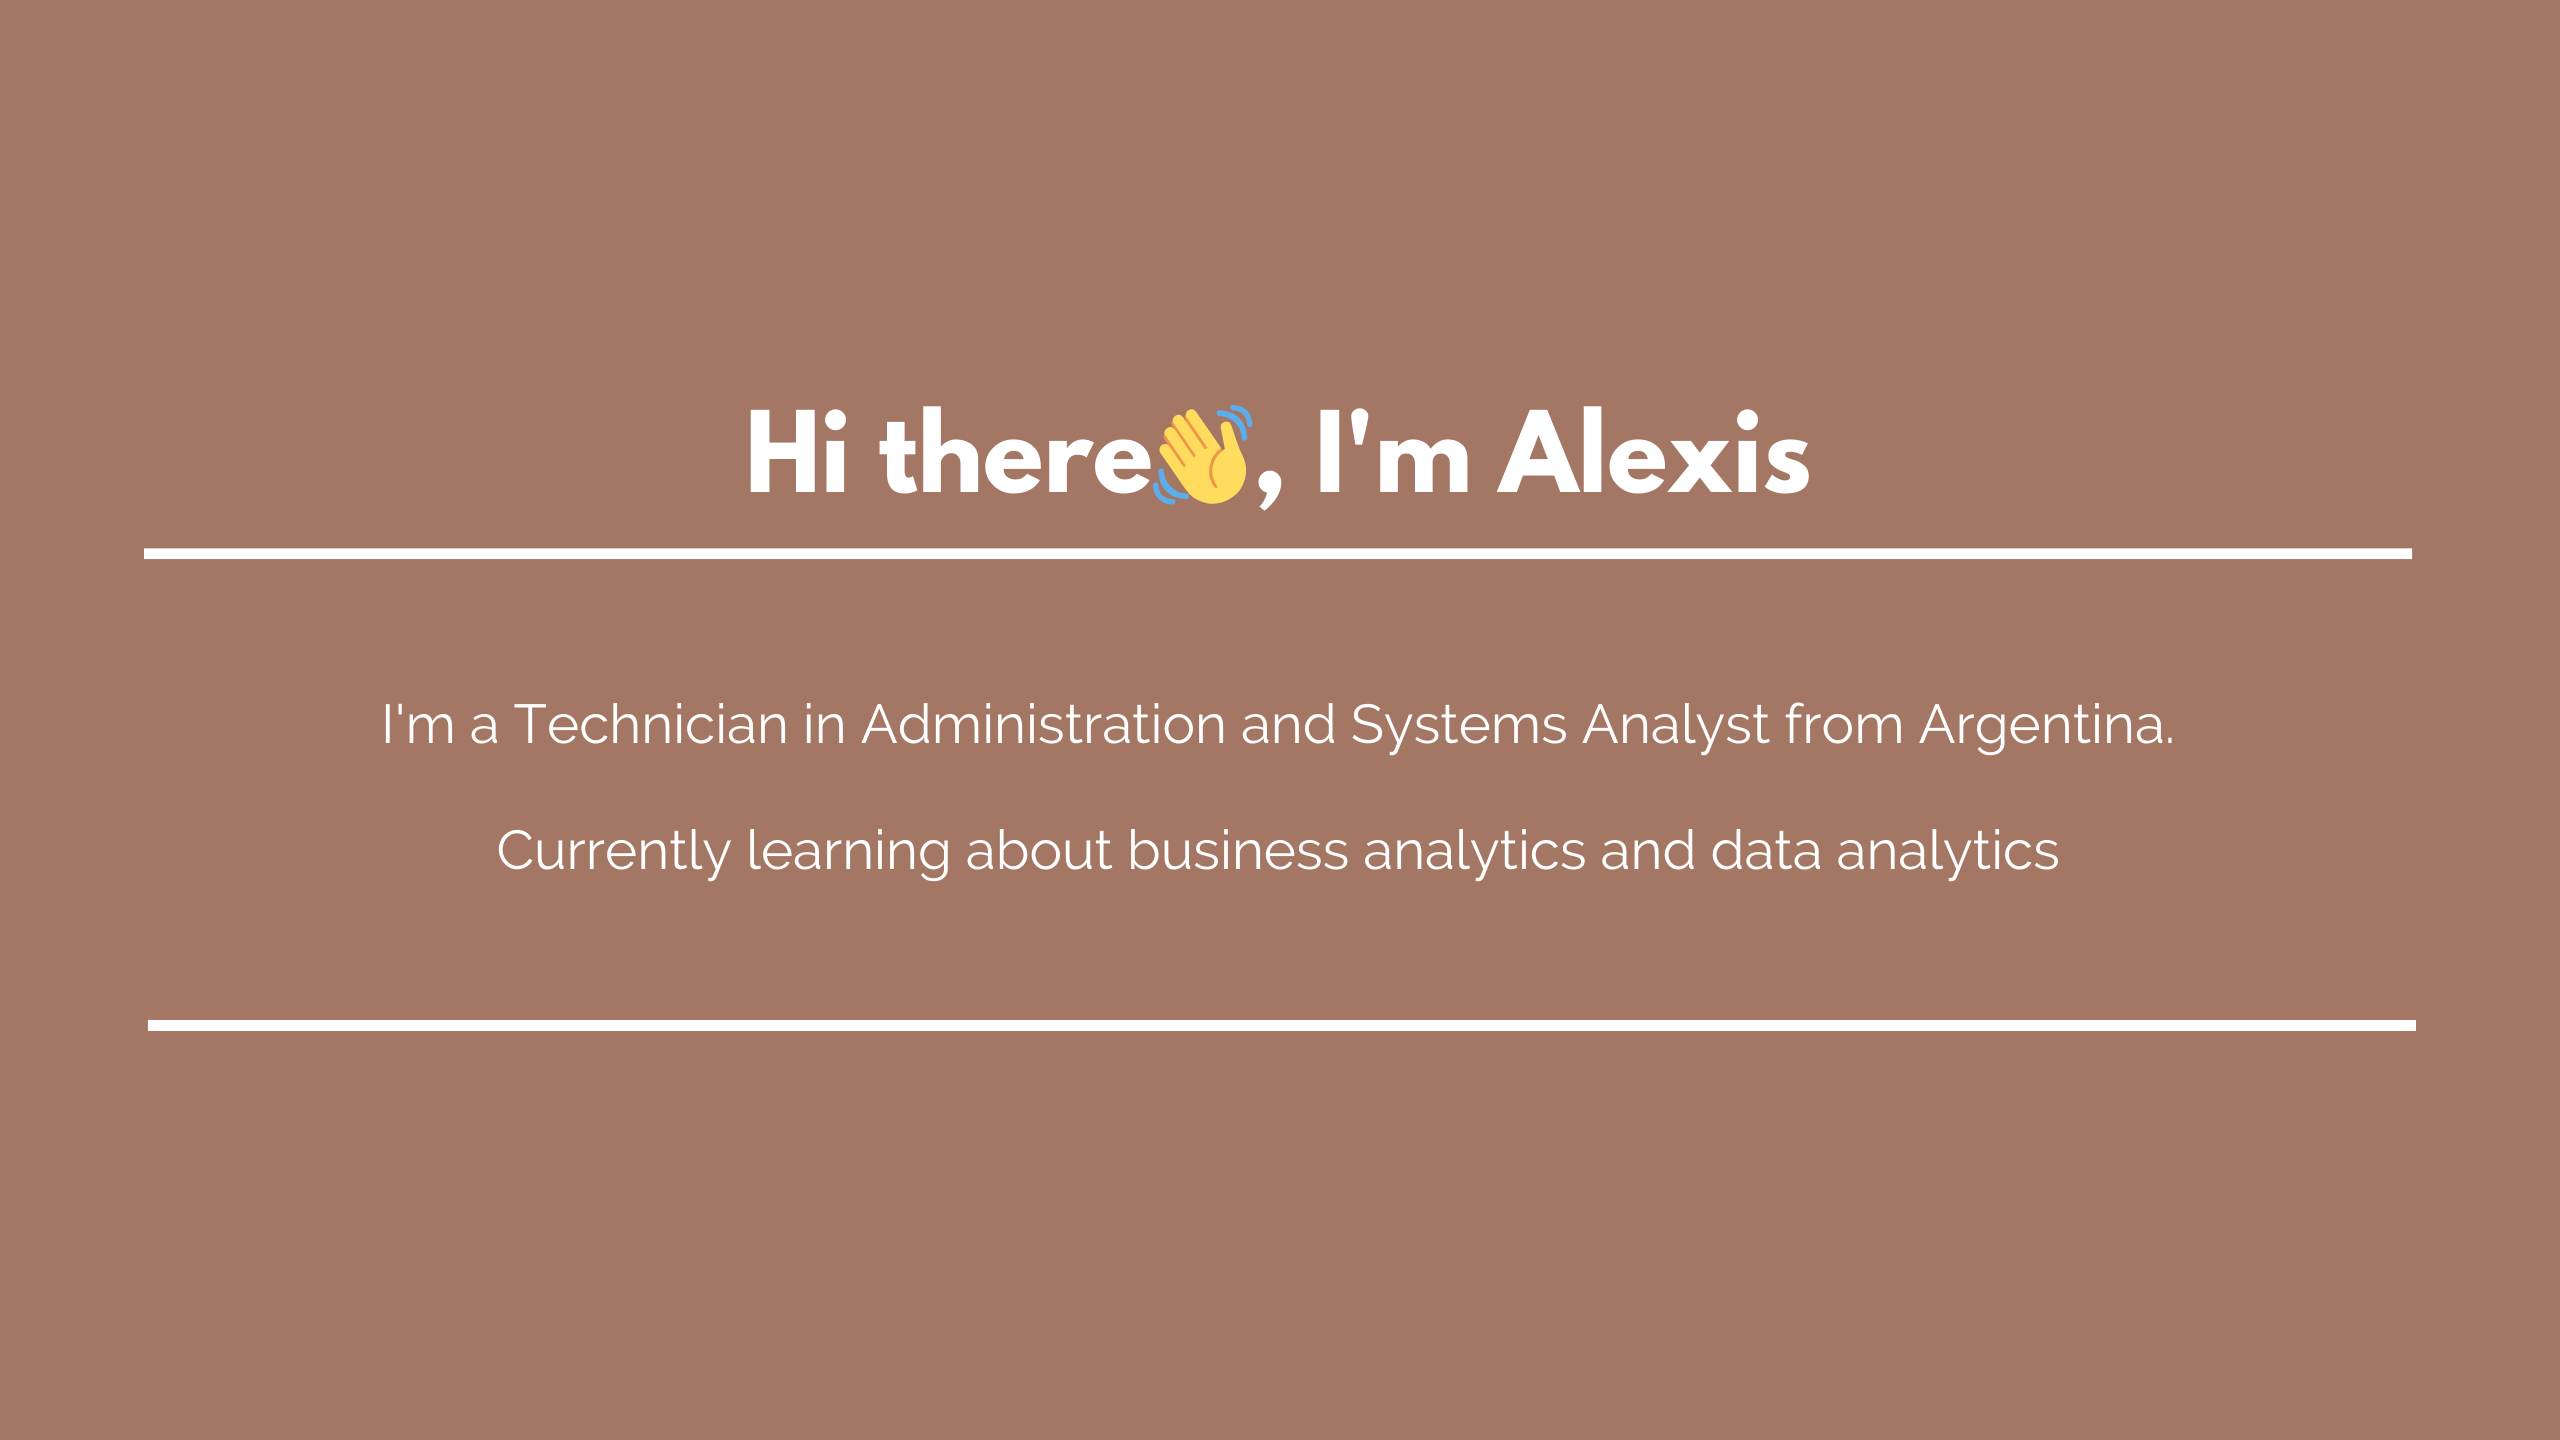 Hi there👋, I'm Alexis
I'm a Technician in Administration and Systems Analyst from Argentina.
Currently learning about business analytics and data analytics